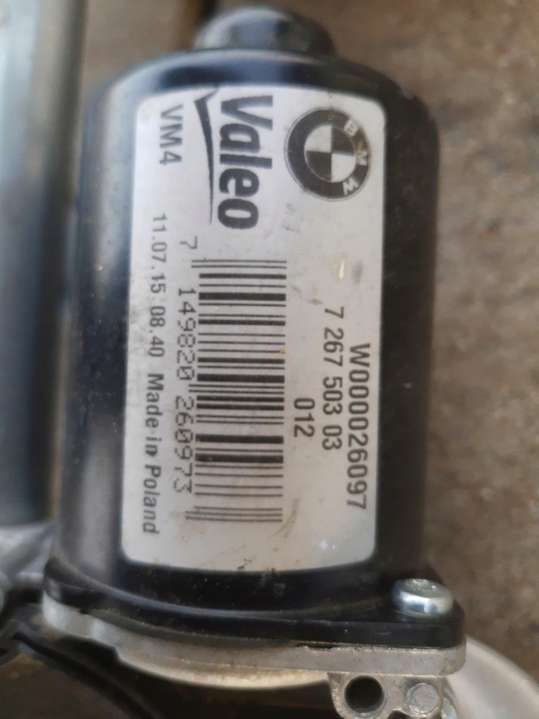 BMW
Valeo
VM4
W000026097
7 267 503 03
012
7 149820 260973
11.07.15 08.40 Made in Poland